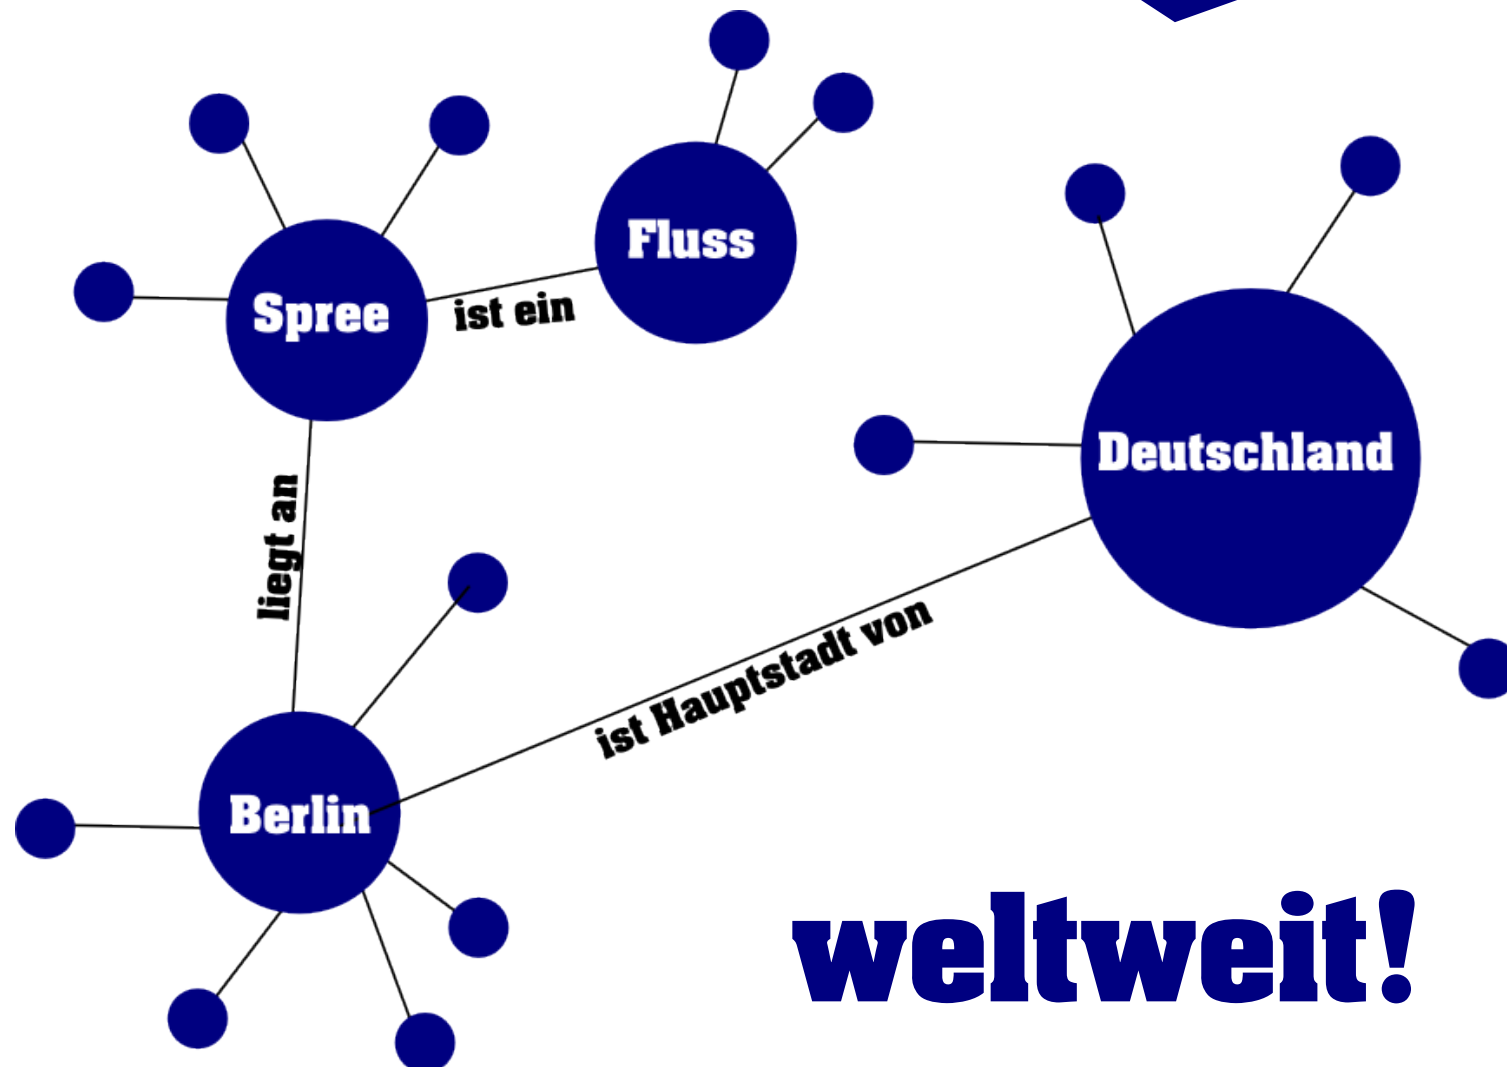 Fluss
Spree
ist ein
Deutschland
liegt an
ist Hauptstadt von
Berlin
weltweit!